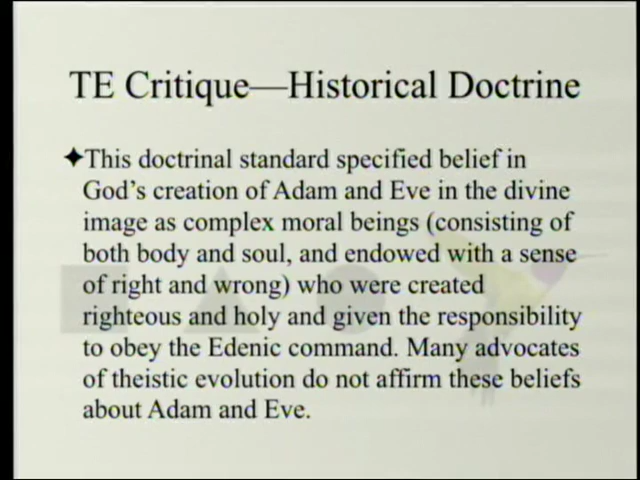 TE Critique—Historical Doctrine
✦This doctrinal standard specified belief in
God's creation of Adam and Eve in the divine
image as complex moral beings (consisting of
both body and soul, and endowed with a sense
of right and wrong) who were created
righteous and holy and given the responsibility
to obey the Edenic command. Many advocates
of theistic evolution do not affirm these beliefs
about Adam and Eve.